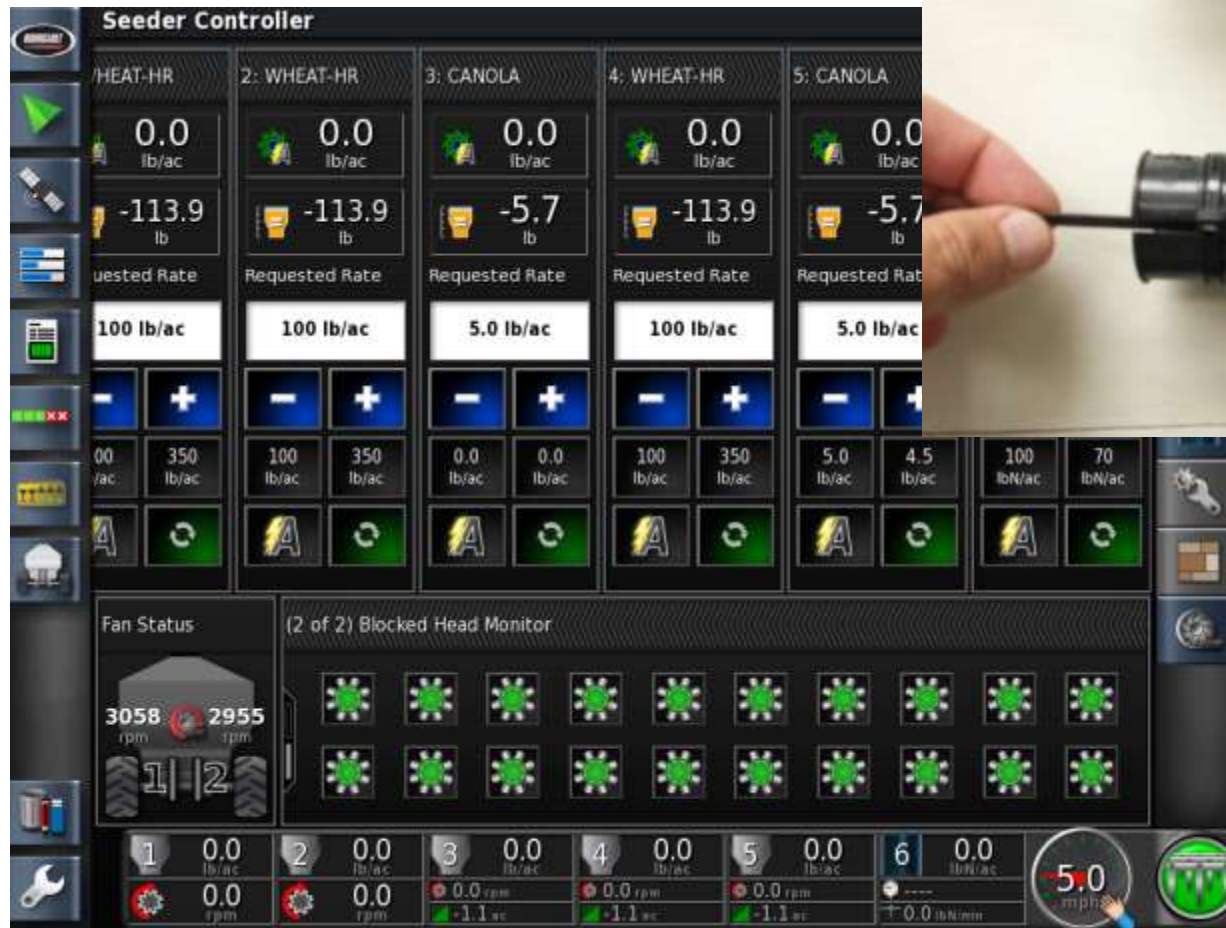 Seeder Controller
HEAT-HR
2: WHEAT-HR
3: CANOLA
4: WHEAT-HR
5: CANOLA
0.0
lb/ac
0.0
lb/ac
0.0
lb/ac
0.0
lb/ac
0.0
lb/ac
-113.9
lb
-113.9
lb
-5.7
lb
-113.9
lb
-5.7
lb
uested Rate
Requested Rate
Requested Rate
Requested Rate
Requested Rat
100 lb/ac
100 lb/ac
5.0 lb/ac
100 lb/ac
5.0 lb/ac
00
/ac
350
lb/ac
100
lb/ac
350
lb/ac
0.0
lb/ac
0.0
lb/ac
100
lb/ac
350
lb/ac
5.0
lb/ac
4.5
lb/ac
100
lbN/ac
70
lbN/ac
Fan Status
(2 of 2) Blocked Head Monitor
3058
rpm
2955
rpm
1 2
1 0.0
lb/ac
2 0.0
lb/ac
3 0.0
lb/ac
4 0.0
lb/ac
5 0.0
lb/ac
6 0.0
lbN/ac
0.0
rpm
0.0
rpm
0.0 rpm
-1.1 ac
0.0 rpm
-1.1 ac
0.0 rpm
-1.1 ac
----
0.0 lbN/min
5.0
mph